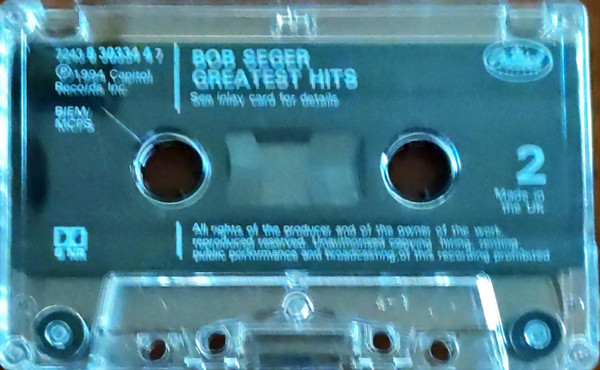 7243 8 30334 4 7
℗1994 Capitol
Records Inc.
BIEM/
MCPS
BOB SEGER
GREATEST HITS
See inlay card for details
Capitol
2
Made in
the UK
B NR
All rights of the producer and of the owner of the work
reproduced reserved. Unauthorised copying, hiring, renting,
public performance and broadcasting of this recording prohibited